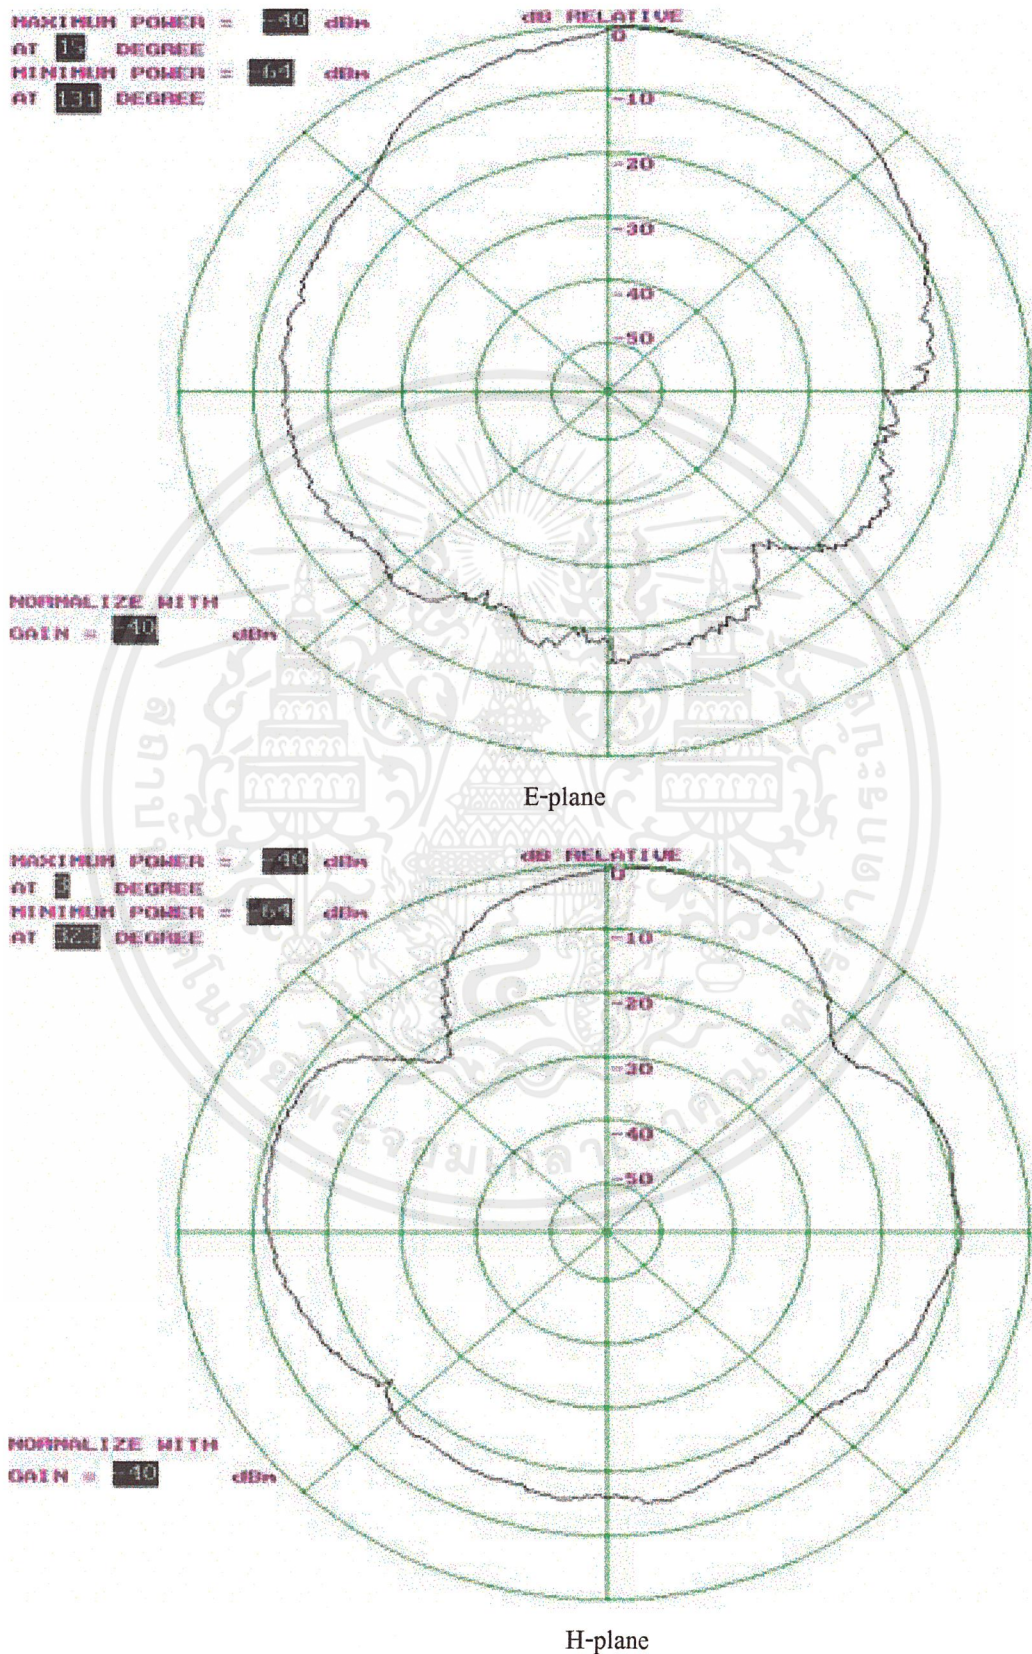 MAXIMUM POWER = -40 dBm
AT 15 DEGREE
MINIMUM POWER = -64 dBm
AT 131 DEGREE
dB RELATIVE
0
-10
-20
-30
-40
-50
NORMALIZE WITH
GAIN = -40 dBm
E-plane
MAXIMUM POWER = -40 dBm
AT 3 DEGREE
MINIMUM POWER = -64 dBm
AT 323 DEGREE
dB RELATIVE
0
-10
-20
-30
-40
-50
NORMALIZE WITH
GAIN = -40 dBm
H-plane